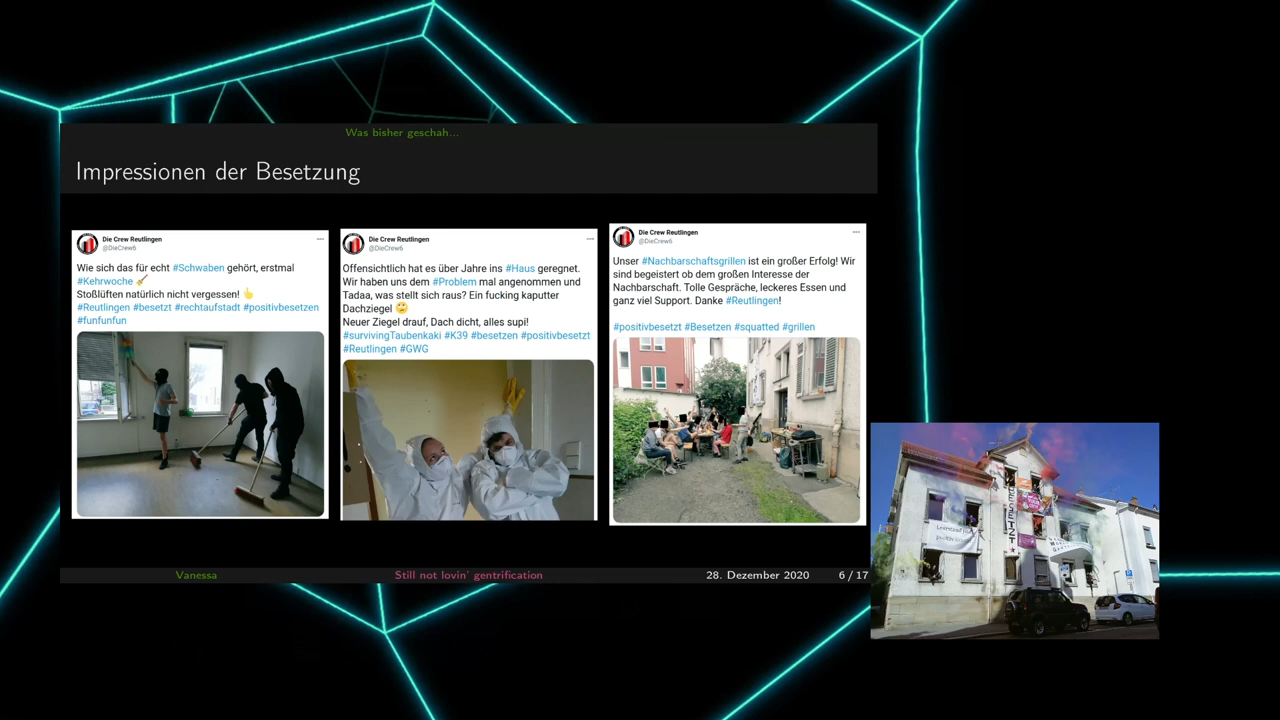 Was bisher geschah...
Impressionen der Besetzung
Die Crew Reutlingen
@DieCrew6
Wie sich das für echt #Schwaben gehört, erstmal
#Kehrwoche 🧹
Stoßlüften natürlich nicht vergessen! 👆
#Reutlingen #besetzt #rechtaufstadt #positivbesetzen
#funfunfun
Die Crew Reutlingen
@DieCrew6
Offensichtlich hat es über Jahre ins #Haus geregnet.
Wir haben uns dem #Problem mal angenommen und
Tadaa, was stellt sich raus? Ein fucking kaputter
Dachziegel 🙄
Neuer Ziegel drauf, Dach dicht, alles supi!
#survivingTaubenkaki #K39 #besetzen #positivbesetzt
#Reutlingen #GWG
Die Crew Reutlingen
@DieCrew6
Unser #Nachbarschaftsgrillen ist ein großer Erfolg! Wir
sind begeistert ob dem großen Interesse der
Nachbarschaft. Tolle Gespräche, leckeres Essen und
ganz viel Support. Danke #Reutlingen!
#positivbesetzt #Besetzen #squatted #grillen
BESETZT
Leerstand
Vanessa
Still not lovin' gentrification
28. Dezember 2020
6 / 17